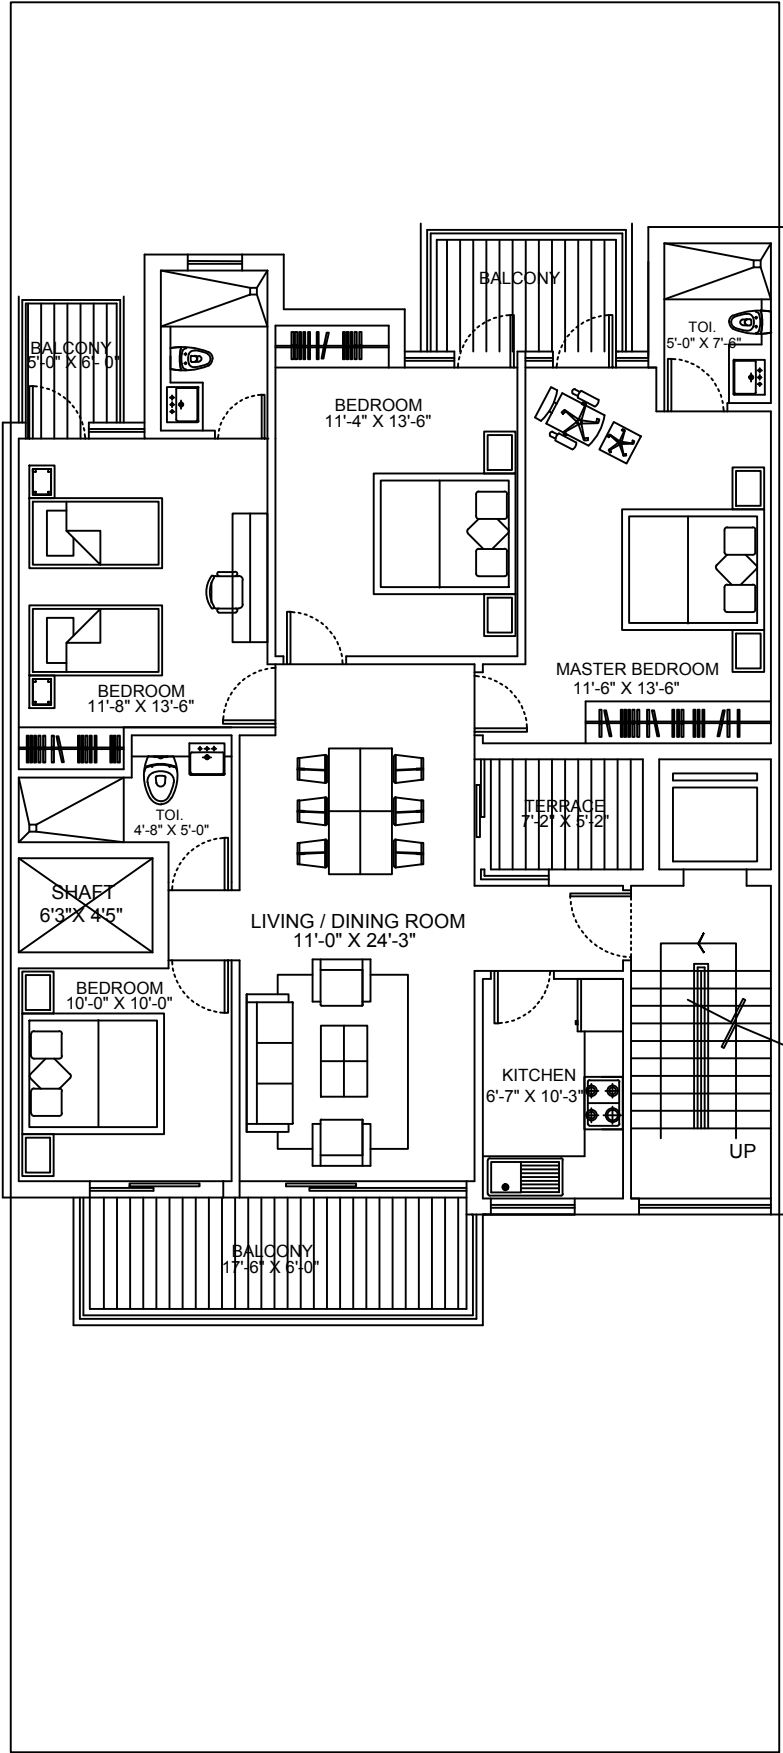 BALCONY
TOI.
5'-0" X 7'-6"
BALCONY
5'-0" X 6'- 0"
BEDROOM
11'-4" X 13'-6"
MASTER BEDROOM
11'-6" X 13'-6"
BEDROOM
11'-8" X 13'-6"
TOI.
4'-8" X 5'-0"
TERRACE
7'-2" X 5'-2"
SHAFT
6'3"X 4'5"
LIVING / DINING ROOM
11'-0" X 24'-3"
BEDROOM
10'-0" X 10'-0"
KITCHEN
6'-7" X 10'-3"
UP
BALCONY
17'-6" X 6'-0"